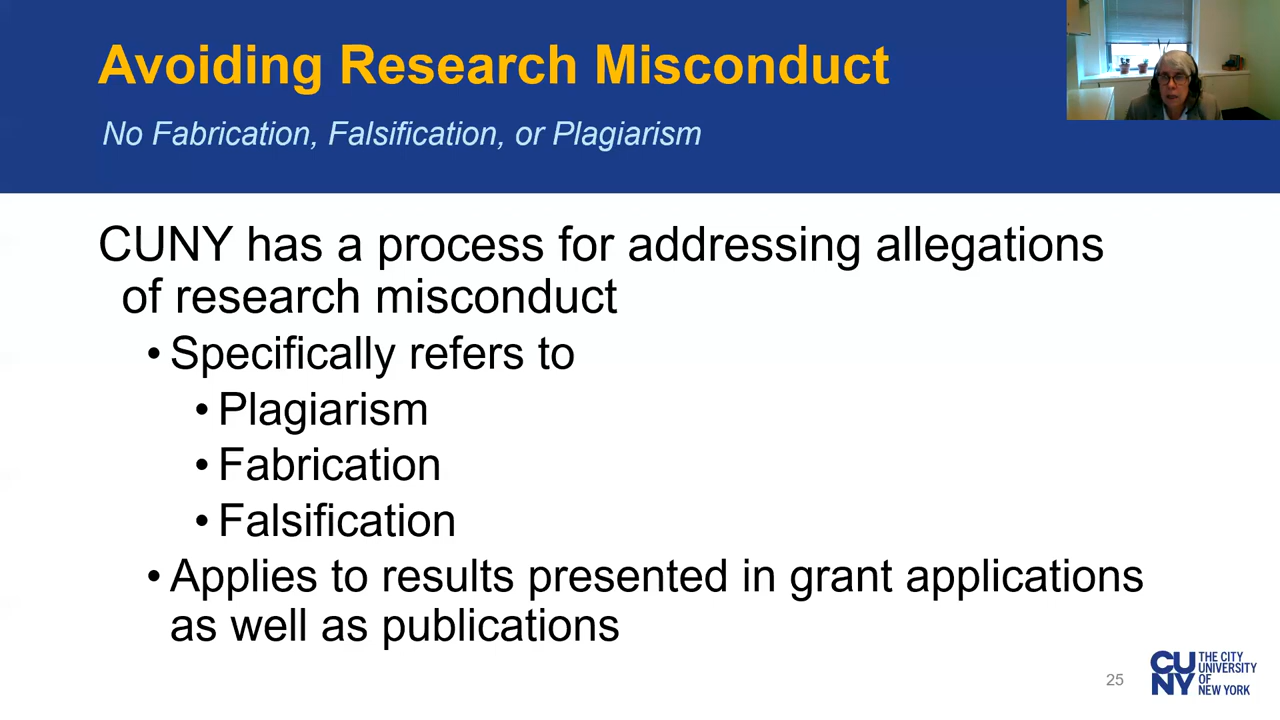 Avoiding Research Misconduct
No Fabrication, Falsification, or Plagiarism
CUNY has a process for addressing allegations
of research misconduct
• Specifically refers to
• Plagiarism
• Fabrication
• Falsification
• Applies to results presented in grant applications
as well as publications
25
CU
NY
THE CITY
UNIVERSITY
OF
NEW YORK